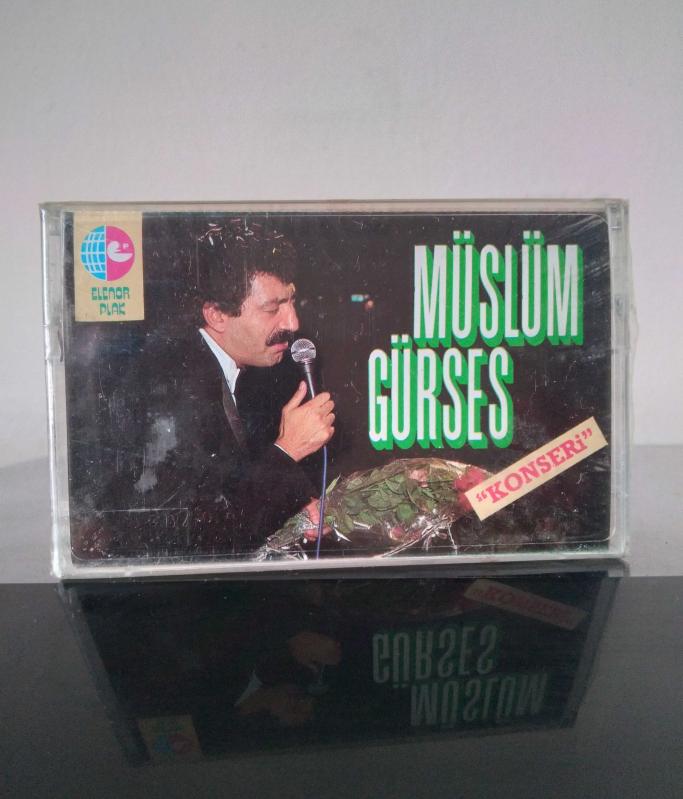 ELENOR
PLAK
MÜSLÜM
GÜRSES
"KONSERİ"